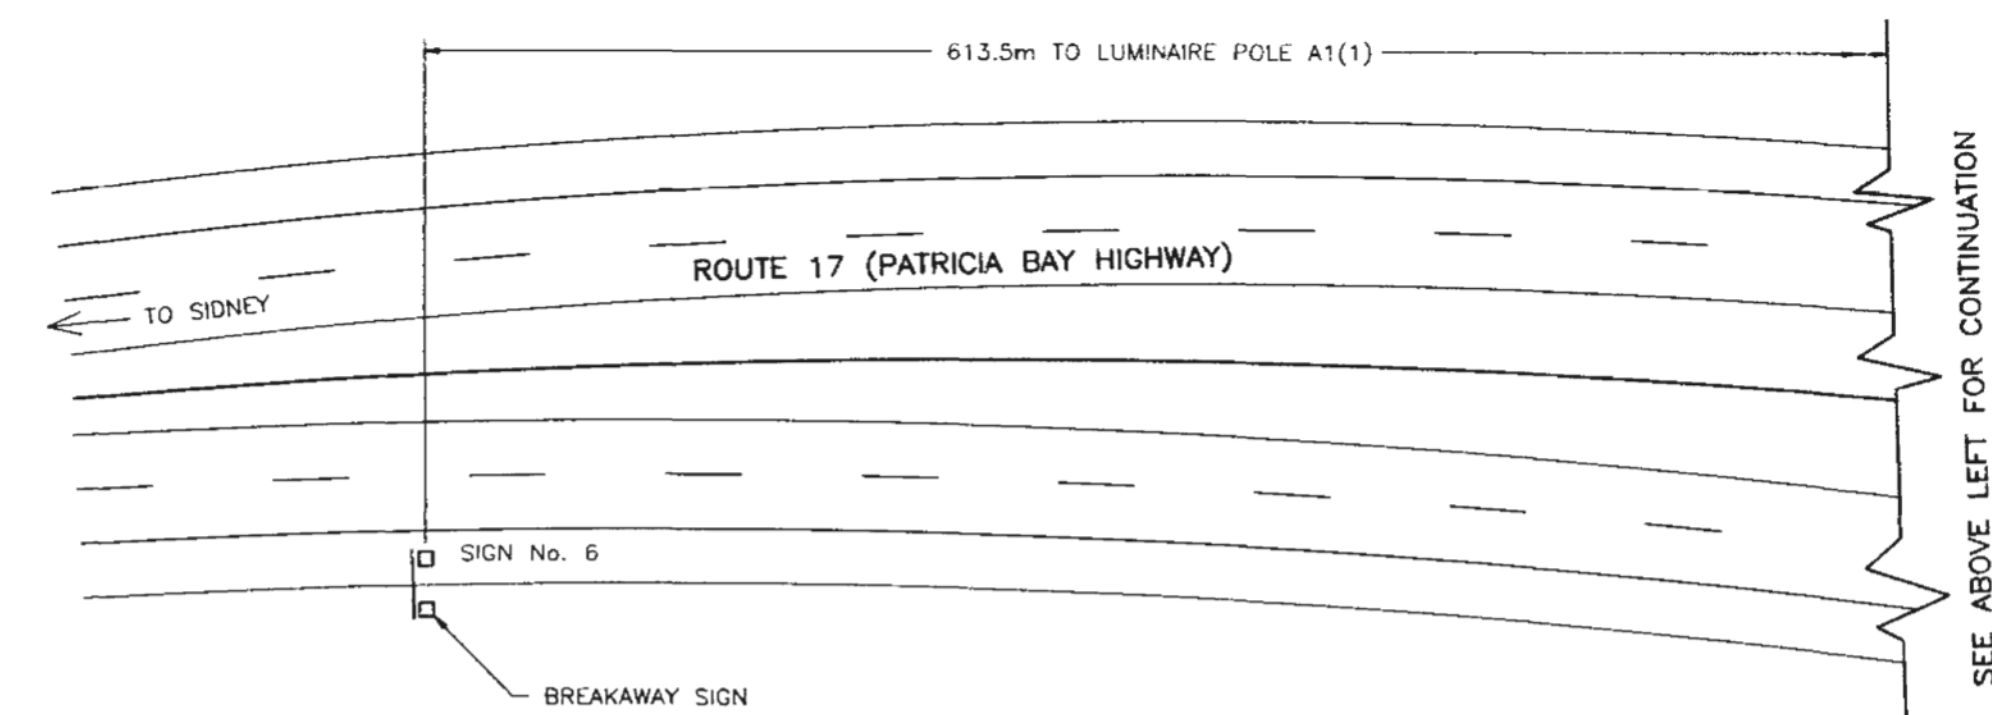 613.5m TO LUMINAIRE POLE A1(1)
ROUTE 17 (PATRICIA BAY HIGHWAY)
TO SIDNEY
SEE ABOVE LEFT FOR CONTINUATION
SIGN No. 6
BREAKAWAY SIGN